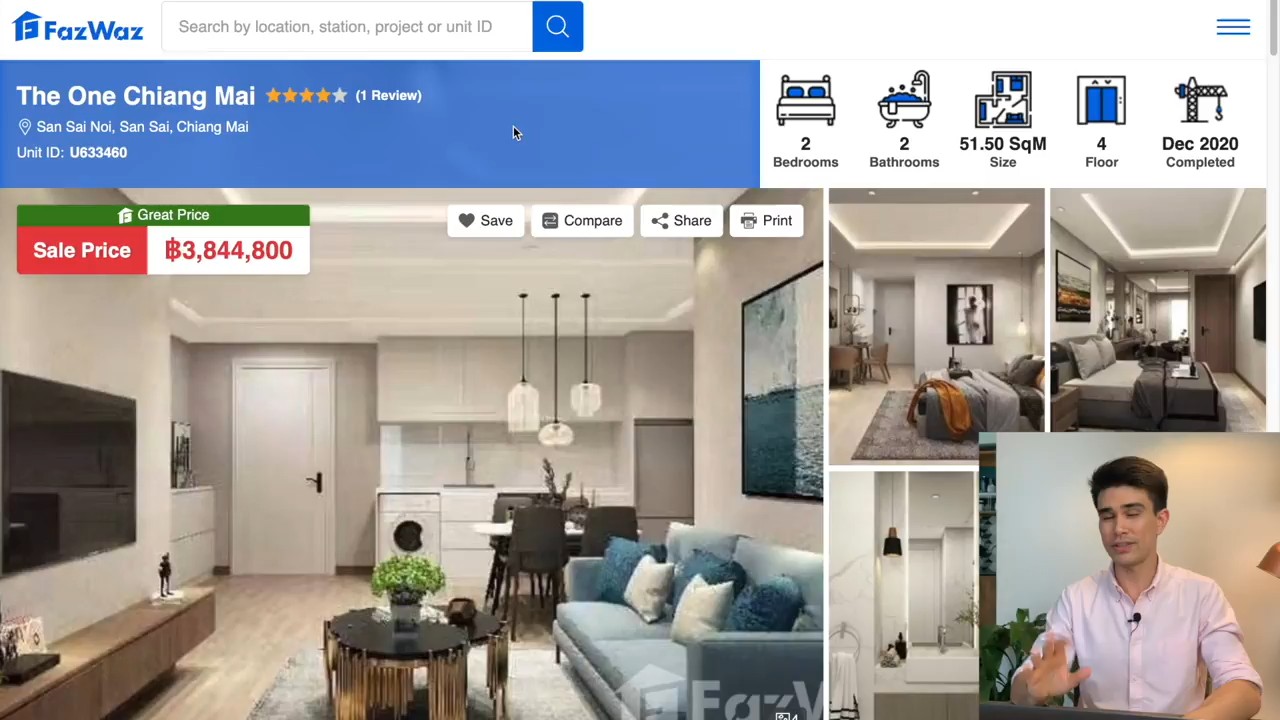 FazWaz
Search by location, station, project or unit ID
The One Chiang Mai
(1 Review)
San Sai Noi, San Sai, Chiang Mai
Unit ID: U633460
2
Bedrooms
2
Bathrooms
51.50 SqM
Size
4
Floor
Dec 2020
Completed
Great Price
Sale Price
฿3,844,800
Save
Compare
Share
Print
FazWa
4